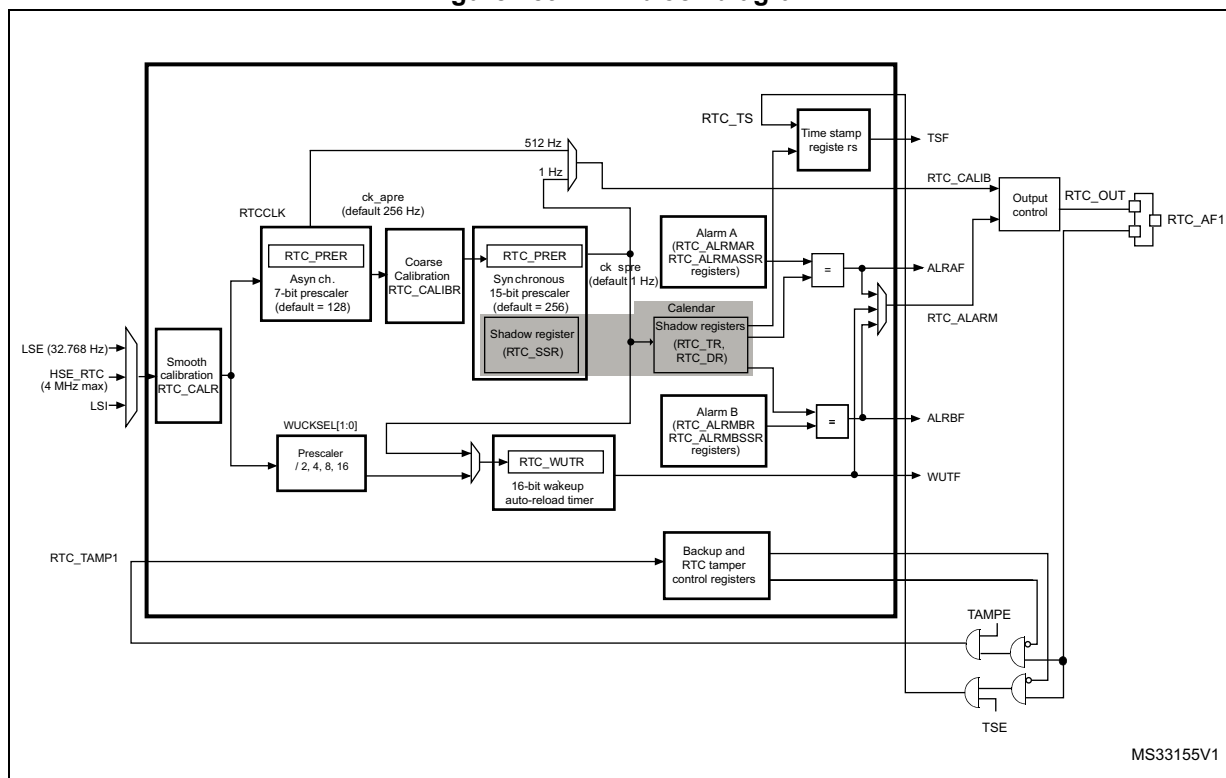 RTC_TS
Time stamp
registe rs
TSF
512 Hz
1 Hz
RTC_CALIB
Output
control
RTC_OUT
RTC_AF1
RTCCLK
ck_apre
(default 256 Hz)
RTC_PRER
Asyn ch.
7-bit prescaler
(default = 128)
Coarse
Calibration
RTC_CALIBR
RTC_PRER
Syn chronous
15-bit prescaler
(default = 256)
Shadow register
(RTC_SSR)
ck_spre
(default 1 Hz)
Alarm A
(RTC_ALRMAR
RTC_ALRMASSR
registers)
=
ALRAF
RTC_ALARM
Calendar
Shadow registers
(RTC_TR,
RTC_DR)
LSE (32.768 Hz)
HSE_RTC
(4 MHz max)
LSI
Smooth
calibration
RTC_CALR
Alarm B
(RTC_ALRMBR
RTC_ALRMBSSR
registers)
=
ALRBF
WUCKSEL[1:0]
Prescaler
/ 2, 4, 8, 16
RTC_WUTR
16-bit wakeup
auto-reload timer
WUTF
RTC_TAMP1
Backup and
RTC tamper
control registers
TAMPE
TSE
MS33155V1